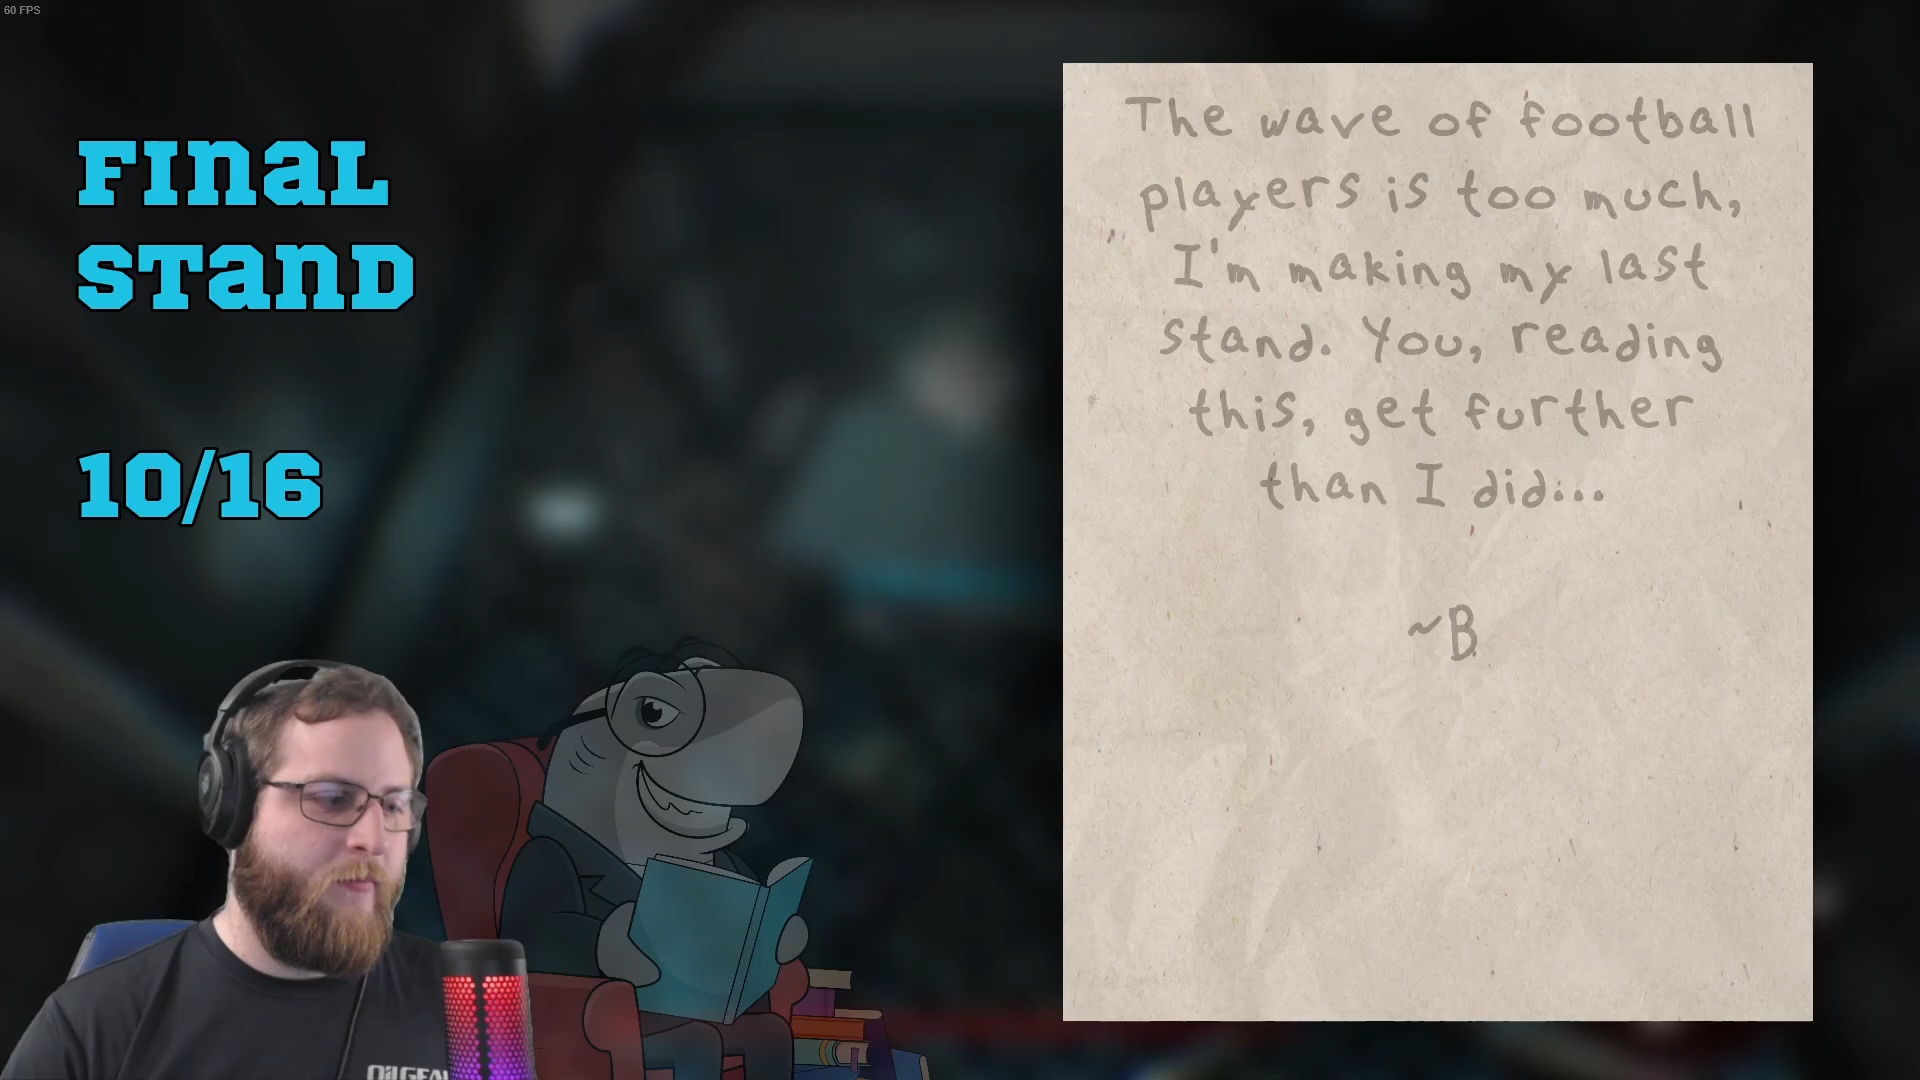 60 FPS
FINAL
STAND
10/16
The wave of football
players is too much,
I'm making my last
stand. You, reading
this, get further
than I did...
~B